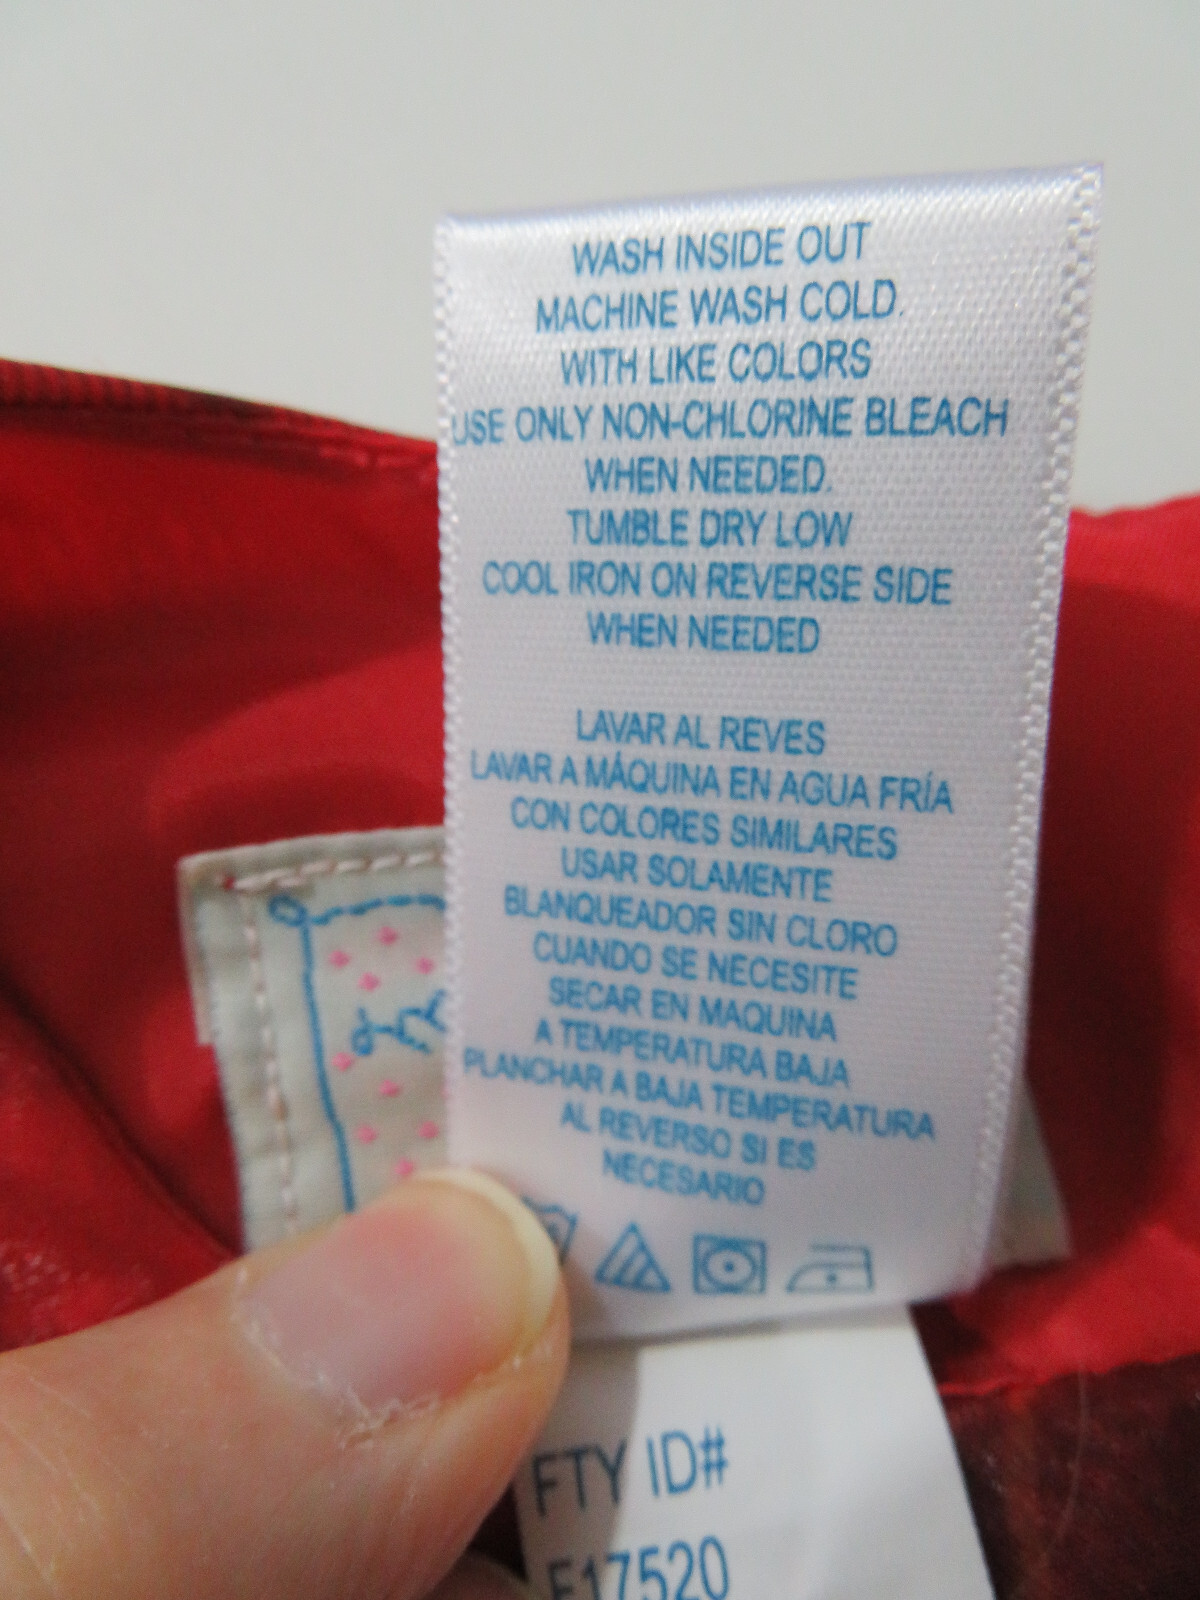 WASH INSIDE OUT
MACHINE WASH COLD.
WITH LIKE COLORS
USE ONLY NON-CHLORINE BLEACH
WHEN NEEDED.
TUMBLE DRY LOW
COOL IRON ON REVERSE SIDE
WHEN NEEDED
LAVAR AL REVES
LAVAR A MÁQUINA EN AGUA FRÍA
CON COLORES SIMILARES
USAR SOLAMENTE
BLANQUEADOR SIN CLORO
CUANDO SE NECESITE
SECAR EN MAQUINA
A TEMPERATURA BAJA
PLANCHAR A BAJA TEMPERATURA
AL REVERSO SI ES
NECESARIO
FTY ID#
F17520